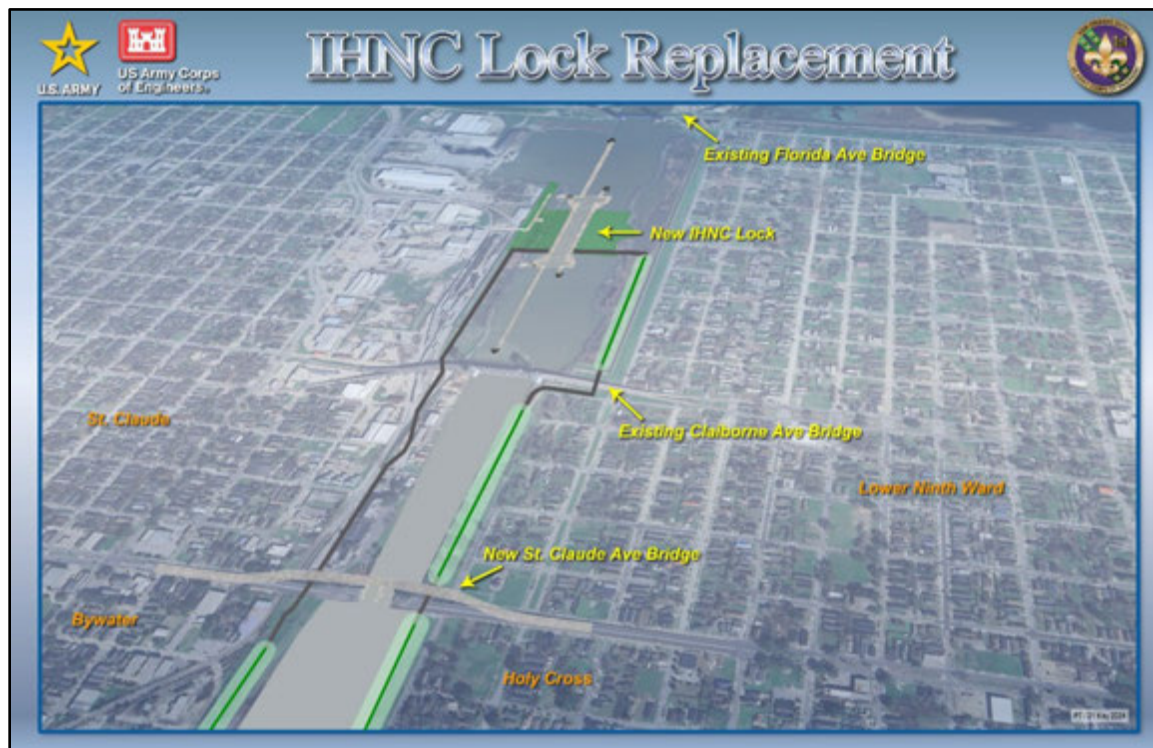 IHNC Lock Replacement
U.S. ARMY
US Army Corps
of Engineers®
Existing Florida Ave Bridge
New IHNC Lock
Existing Claiborne Ave Bridge
St. Claude
Lower Ninth Ward
New St. Claude Ave Bridge
Bywater
Holy Cross